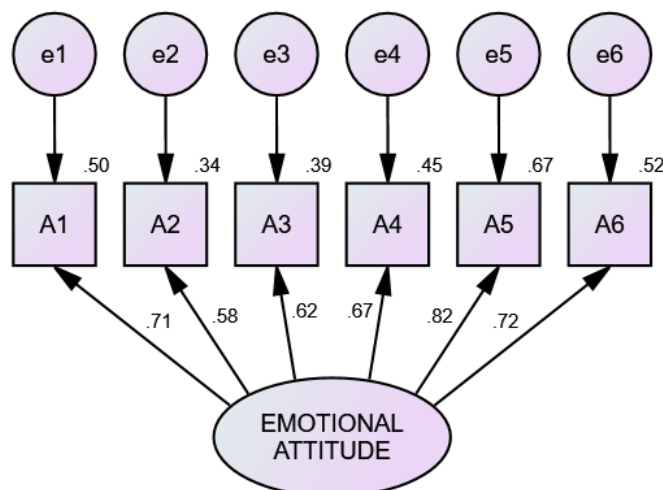 e1 e2 e3 e4 e5 e6
.50 .34 .39 .45 .67 .52
A1 A2 A3 A4 A5 A6
.71 .58 .62 .67 .82 .72
EMOTIONAL
ATTITUDE